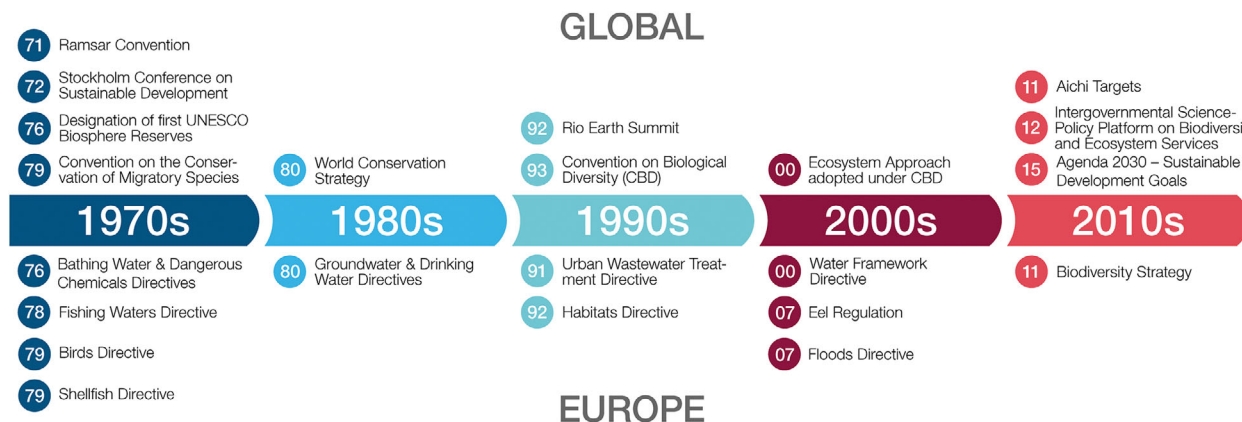 GLOBAL
71 Ramsar Convention
72 Stockholm Conference on
Sustainable Development
76 Designation of first UNESCO
Biosphere Reserves
79 Convention on the Conser-
vation of Migratory Species
80 World Conservation
Strategy
92 Rio Earth Summit
93 Convention on Biological
Diversity (CBD)
00 Ecosystem Approach
adopted under CBD
11 Aichi Targets
12 Intergovernmental Science-
Policy Platform on Biodiversi
and Ecosystem Services
15 Agenda 2030 – Sustainable
Development Goals
1970s
1980s
1990s
2000s
2010s
76 Bathing Water & Dangerous
Chemicals Directives
78 Fishing Waters Directive
79 Birds Directive
79 Shellfish Directive
80 Groundwater & Drinking
Water Directives
91 Urban Wastewater Treat-
ment Directive
92 Habitats Directive
00 Water Framework
Directive
07 Eel Regulation
07 Floods Directive
11 Biodiversity Strategy
EUROPE